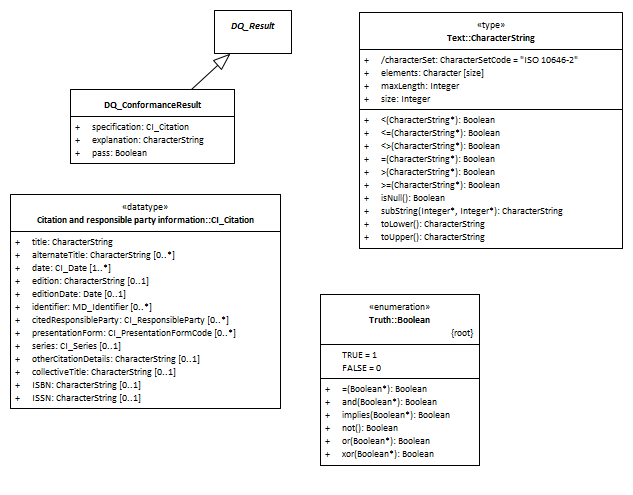 DQ_Result
DQ_ConformanceResult
+ specification: CI_Citation
+ explanation: CharacterString
+ pass: Boolean
«datatype»
Citation and responsible party information::CI_Citation
+ title: CharacterString
+ alternateTitle: CharacterString [0..*]
+ date: CI_Date [1..*]
+ edition: CharacterString [0..1]
+ editionDate: Date [0..1]
+ identifier: MD_Identifier [0..*]
+ citedResponsibleParty: CI_ResponsibleParty [0..*]
+ presentationForm: CI_PresentationFormCode [0..*]
+ series: CI_Series [0..1]
+ otherCitationDetails: CharacterString [0..1]
+ collectiveTitle: CharacterString [0..1]
+ ISBN: CharacterString [0..1]
+ ISSN: CharacterString [0..1]
«type»
Text::CharacterString
+ /characterSet: CharacterSetCode = "ISO 10646-2"
+ elements: Character [size]
+ maxLength: Integer
+ size: Integer
+ <(CharacterString*): Boolean
+ <=(CharacterString*): Boolean
+ <>(CharacterString*): Boolean
+ =(CharacterString*): Boolean
+ >(CharacterString*): Boolean
+ >=(CharacterString*): Boolean
+ isNull(): Boolean
+ subString(Integer*, Integer*): CharacterString
+ toLower(): CharacterString
+ toUpper(): CharacterString
«enumeration»
Truth::Boolean
{root}
TRUE = 1
FALSE = 0
+ =(Boolean*): Boolean
+ and(Boolean*): Boolean
+ implies(Boolean*): Boolean
+ not(): Boolean
+ or(Boolean*): Boolean
+ xor(Boolean*): Boolean